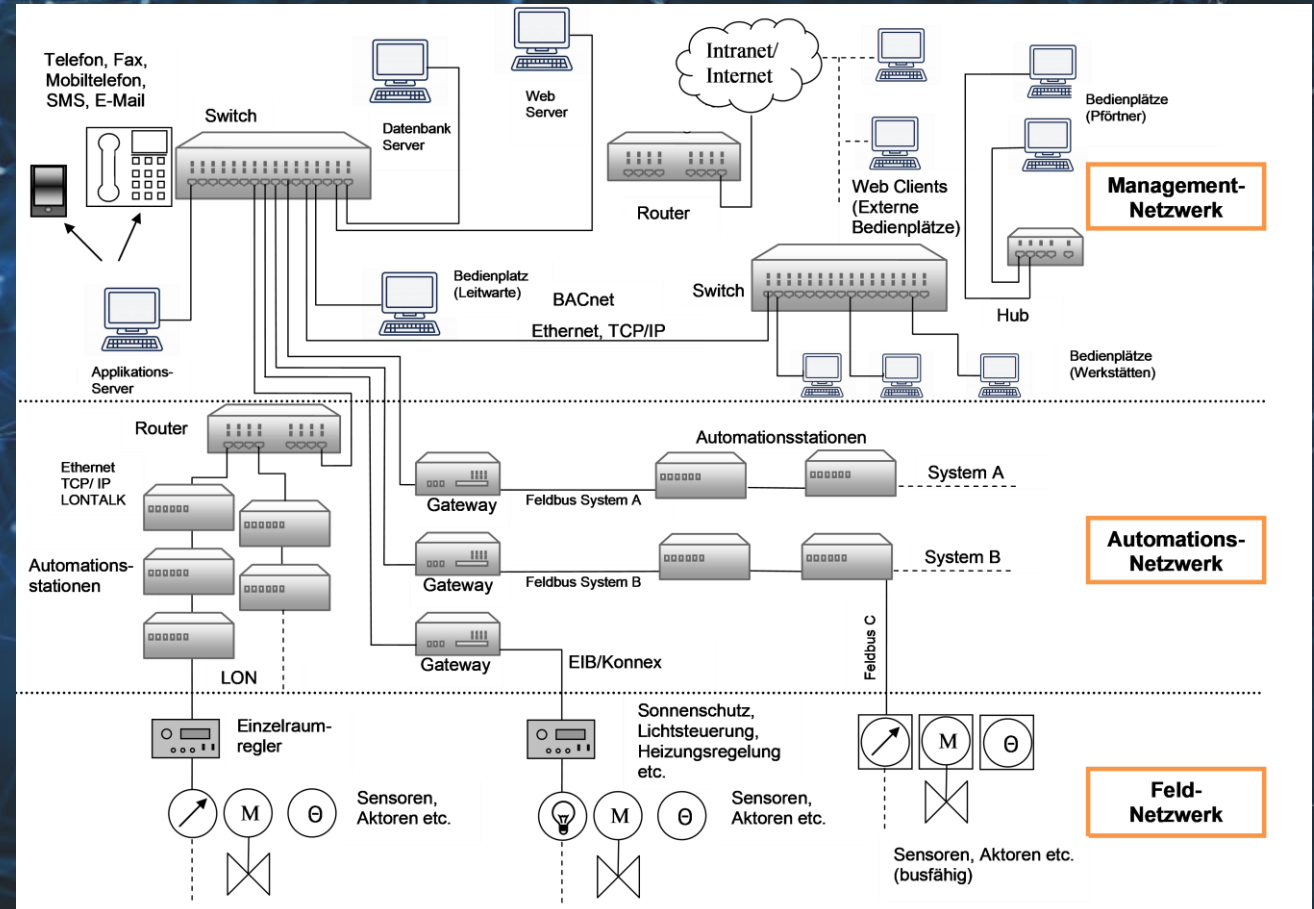 Telefon, Fax,
Mobiltelefon,
SMS, E-Mail
Switch
Datenbank
Server
Web
Server
Intranet/
Internet
Router
Web Clients
(Externe
Bedienplätze)
Bedienplätze
(Pförtner)
Management-
Netzwerk
Hub
Switch
Bedienplatz
(Leitwarte)
BACnet
Ethernet, TCP/IP
Applikations-
Server
Bedienplätze
(Werkstätten)
Router
Ethernet
TCP/ IP
LONTALK
Automations-
stationen
LON
Gateway
Feldbus System A
Automationsstationen
System A
Gateway
Feldbus System B
System B
Gateway
EIB/Konnex
Feldbus C
Automations-
Netzwerk
Einzelraum-
regler
M
Θ
Sensoren,
Aktoren etc.
Sonnenschutz,
Lichtsteuerung,
Heizungsregelung
etc.
M
Θ
Sensoren,
Aktoren etc.
M
Θ
Sensoren, Aktoren etc.
(busfähig)
Feld-
Netzwerk